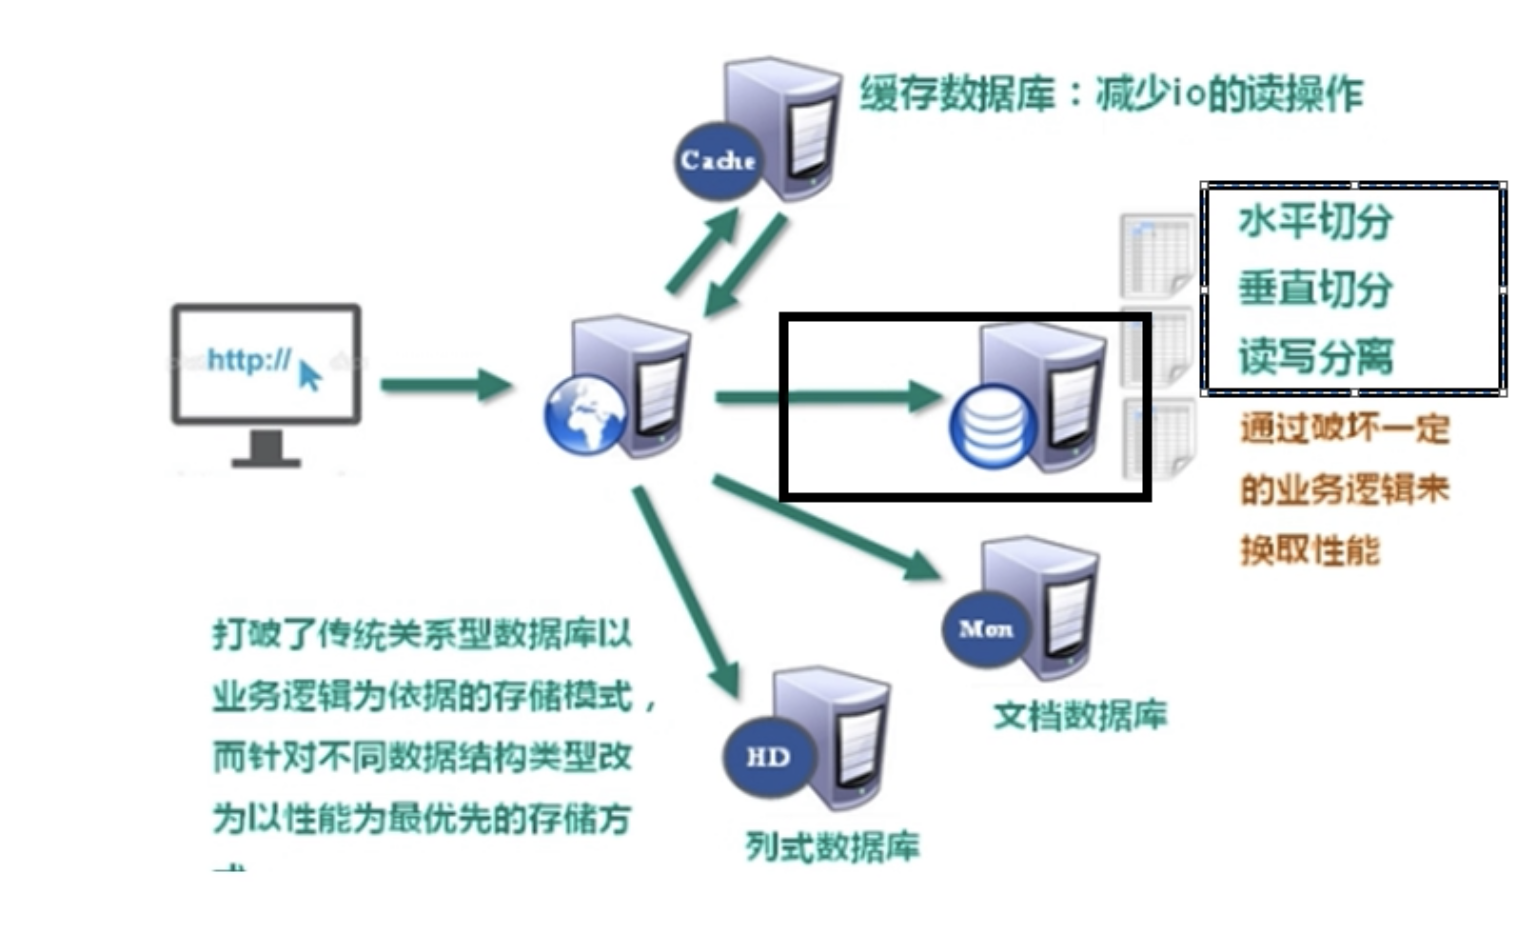 缓存数据库：减少io的读操作
Cache
水平切分
垂直切分
读写分离
http://
通过破坏一定
的业务逻辑来
换取性能
Mon
文档数据库
打破了传统关系型数据库以
业务逻辑为依据的存储模式，
而针对不同数据结构类型改
为以性能为最优先的存储方
HD
列式数据库